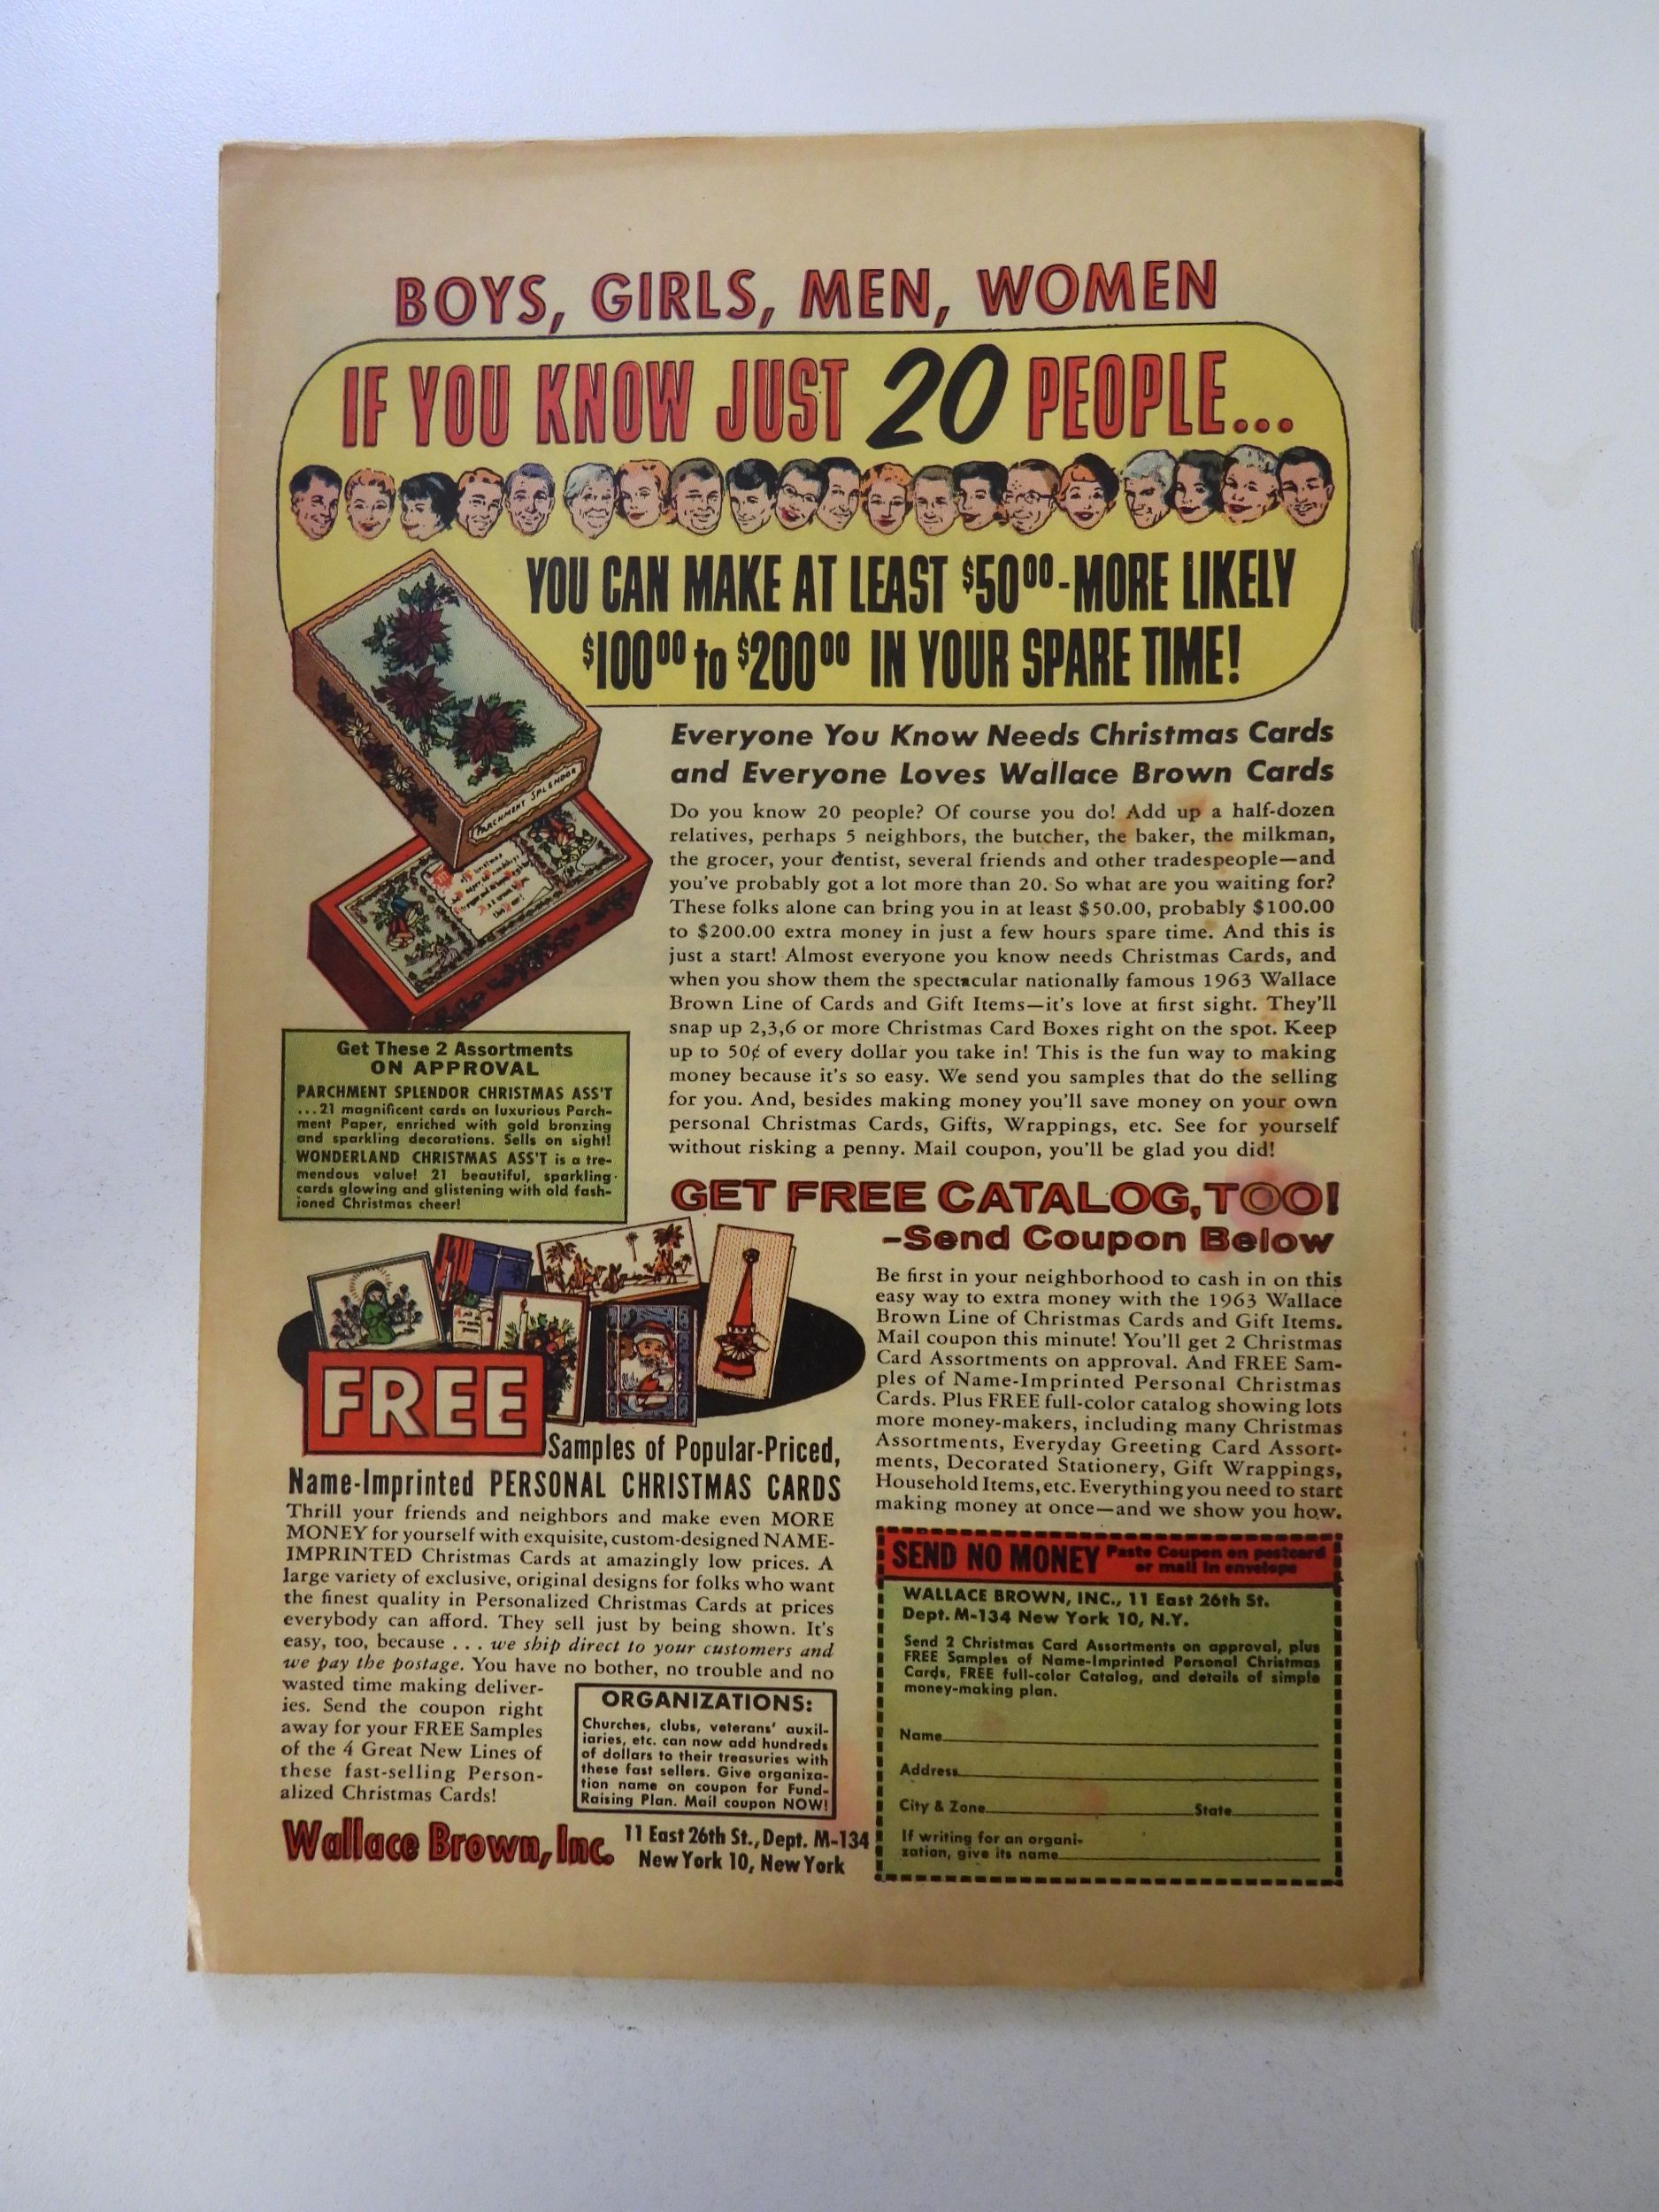 BOYS, GIRLS, MEN, WOMEN
IF YOU KNOW JUST 20 PEOPLE...
YOU CAN MAKE AT LEAST $50⁰⁰-MORE LIKELY
$100⁰⁰ to $200⁰⁰ IN YOUR SPARE TIME!
PARCHMENT SPLENDOR
Everyone You Know Needs Christmas Cards
and Everyone Loves Wallace Brown Cards
Do you know 20 people? Of course you do! Add up a half-dozen
relatives, perhaps 5 neighbors, the butcher, the baker, the milkman,
the grocer, your dentist, several friends and other tradespeople—and
you've probably got a lot more than 20. So what are you waiting for?
These folks alone can bring you in at least $50.00, probably $100.00
to $200.00 extra money in just a few hours spare time. And this is
just a start! Almost everyone you know needs Christmas Cards, and
when you show them the spectacular nationally famous 1963 Wallace
Brown Line of Cards and Gift Items—it's love at first sight. They'll
snap up 2,3,6 or more Christmas Card Boxes right on the spot. Keep
up to 50¢ of every dollar you take in! This is the fun way to making
money because it's so easy. We send you samples that do the selling
for you. And, besides making money you'll save money on your own
personal Christmas Cards, Gifts, Wrappings, etc. See for yourself
without risking a penny. Mail coupon, you'll be glad you did!
Get These 2 Assortments
ON APPROVAL
PARCHMENT SPLENDOR CHRISTMAS ASS'T
...21 magnificent cards on luxurious Parch-
ment Paper, enriched with gold bronzing
and sparkling decorations. Sells on sight!
WONDERLAND CHRISTMAS ASS'T is a tre-
mendous value! 21 beautiful, sparkling
cards glowing and glistening with old fash-
ioned Christmas cheer!
GET FREE CATALOG, TOO!
-Send Coupon Below
Be first in your neighborhood to cash in on this
easy way to extra money with the 1963 Wallace
Brown Line of Christmas Cards and Gift Items.
Mail coupon this minute! You'll get 2 Christmas
Card Assortments on approval. And FREE Sam-
ples of Name-Imprinted Personal Christmas
Cards. Plus FREE full-color catalog showing lots
more money-makers, including many Christmas
Assortments, Everyday Greeting Card Assort-
ments, Decorated Stationery, Gift Wrappings,
Household Items, etc. Everything you need to start
making money at once—and we show you how.
FREE
Samples of Popular-Priced,
Name-Imprinted PERSONAL CHRISTMAS CARDS
Thrill your friends and neighbors and make even MORE
MONEY for yourself with exquisite, custom-designed NAME-
IMPRINTED Christmas Cards at amazingly low prices. A
large variety of exclusive, original designs for folks who want
the finest quality in Personalized Christmas Cards at prices
everybody can afford. They sell just by being shown. It's
easy, too, because . . . we ship direct to your customers and
we pay the postage. You have no bother, no trouble and no
wasted time making deliver-
ies. Send the coupon right
away for your FREE Samples
of the 4 Great New Lines of
these fast-selling Person-
alized Christmas Cards!
ORGANIZATIONS:
Churches, clubs, veterans' auxil-
iaries, etc. can now add hundreds
of dollars to their treasuries with
these fast sellers. Give organiza-
tion name on coupon for Fund-
Raising Plan. Mail coupon NOW!
Wallace Brown, Inc.
11 East 26th St., Dept. M-134
New York 10, New York
SEND NO MONEY
Paste Coupon on postcard
or mail in envelope
WALLACE BROWN, INC., 11 East 26th St.
Dept. M-134 New York 10, N.Y.
Send 2 Christmas Card Assortments on approval, plus
FREE Samples of Name-Imprinted Personal Christmas
Cards, FREE full-color Catalog, and details of simple
money-making plan.
Name
Address
City & Zone State
If writing for an organi-
zation, give its name